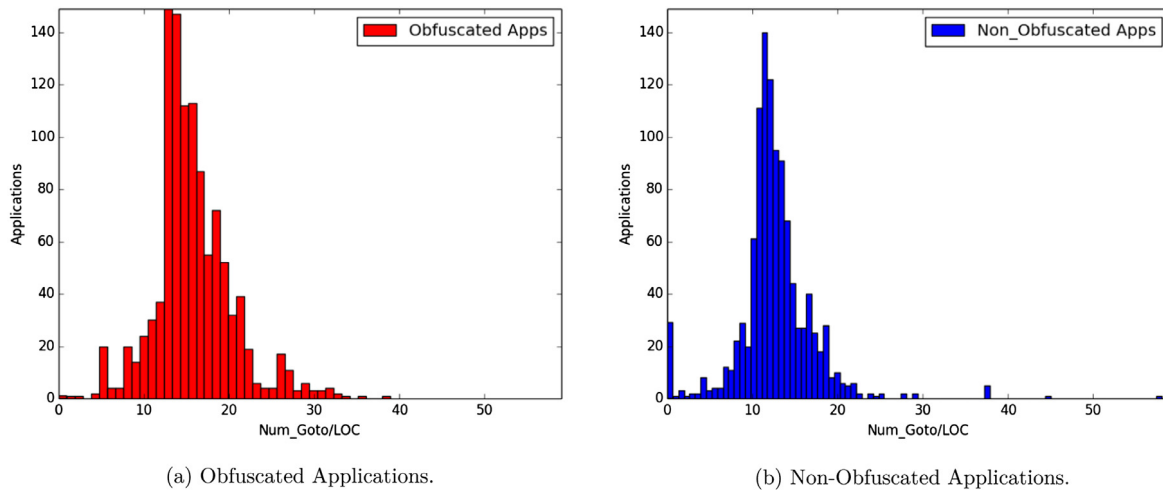 140
120
100
80
60
40
20
0
Applications
Obfuscated Apps
0 10 20 30 40 50
Num_Goto/LOC
(a) Obfuscated Applications.
140
120
100
80
60
40
20
0
Applications
Non_Obfuscated Apps
0 10 20 30 40 50
Num_Goto/LOC
(b) Non-Obfuscated Applications.